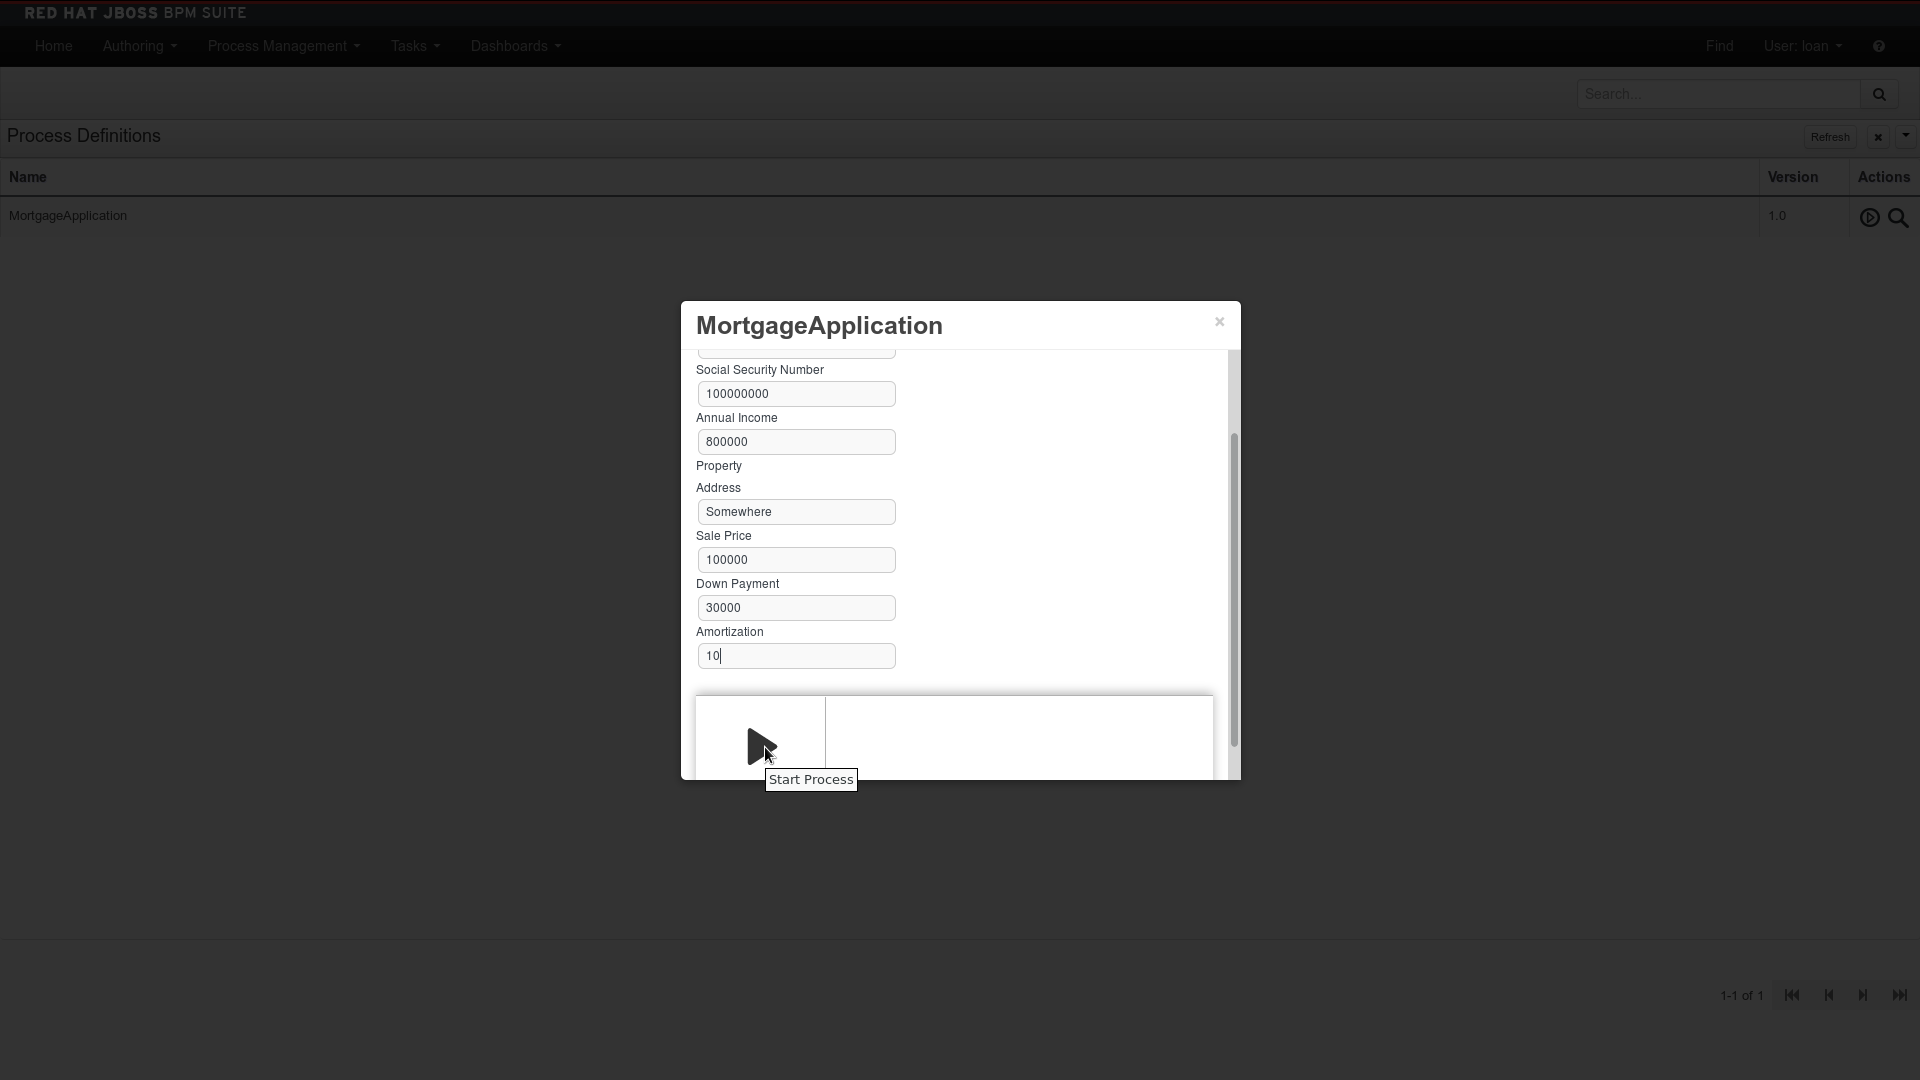 RED HAT JBOSS BPM SUITE
Home Authoring Process Management Tasks Dashboards Find User: loan
Search...
Process Definitions Refresh
Name Version Actions
MortgageApplication 1.0
MortgageApplication ×
Social Security Number
100000000
Annual Income
800000
Property
Address
Somewhere
Sale Price
100000
Down Payment
30000
Amortization
10
Start Process
1-1 of 1